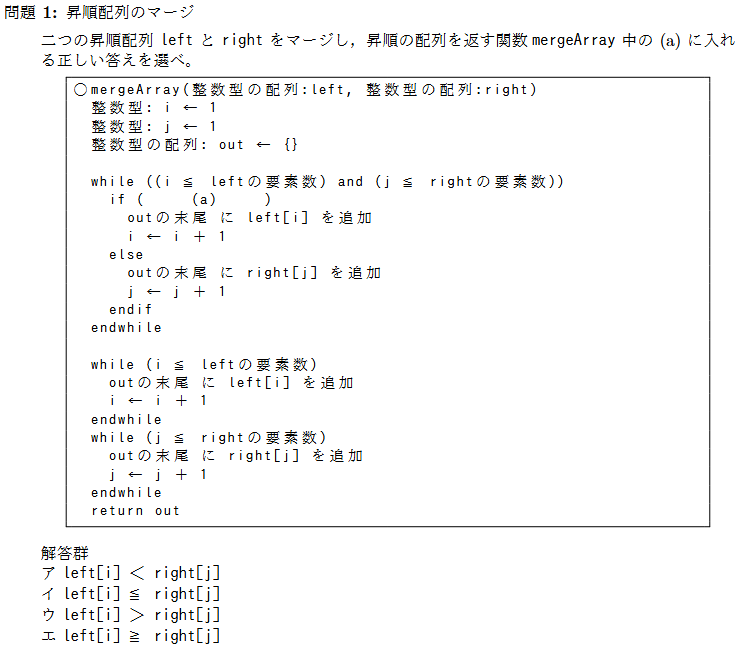 問題 1: 昇順配列のマージ
二つの昇順配列 left と right をマージし，昇順の配列を返す関数 mergeArray 中の (a) に入れ
る正しい答えを選べ。
〇mergeArray(整数型の配列:left, 整数型の配列:right)
整数型: i ← 1
整数型: j ← 1
整数型の配列: out ← {}
while ((i ≦ leftの要素数) and (j ≦ rightの要素数))
if ( (a) )
outの末尾 に left[i] を追加
i ← i + 1
else
outの末尾 に right[j] を追加
j ← j + 1
endif
endwhile
while (i ≦ leftの要素数)
outの末尾 に left[i] を追加
i ← i + 1
endwhile
while (j ≦ rightの要素数)
outの末尾 に right[j] を追加
j ← j + 1
endwhile
return out
解答群
ア left[i] ＜ right[j]
イ left[i] ≦ right[j]
ウ left[i] ＞ right[j]
エ left[i] ≧ right[j]